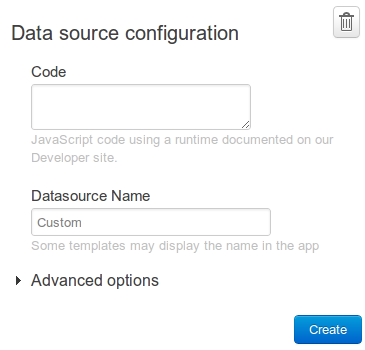 Data source configuration
Code
JavaScript code using a runtime documented on our
Developer site.
Datasource Name
Custom
Some templates may display the name in the app
Advanced options
Create